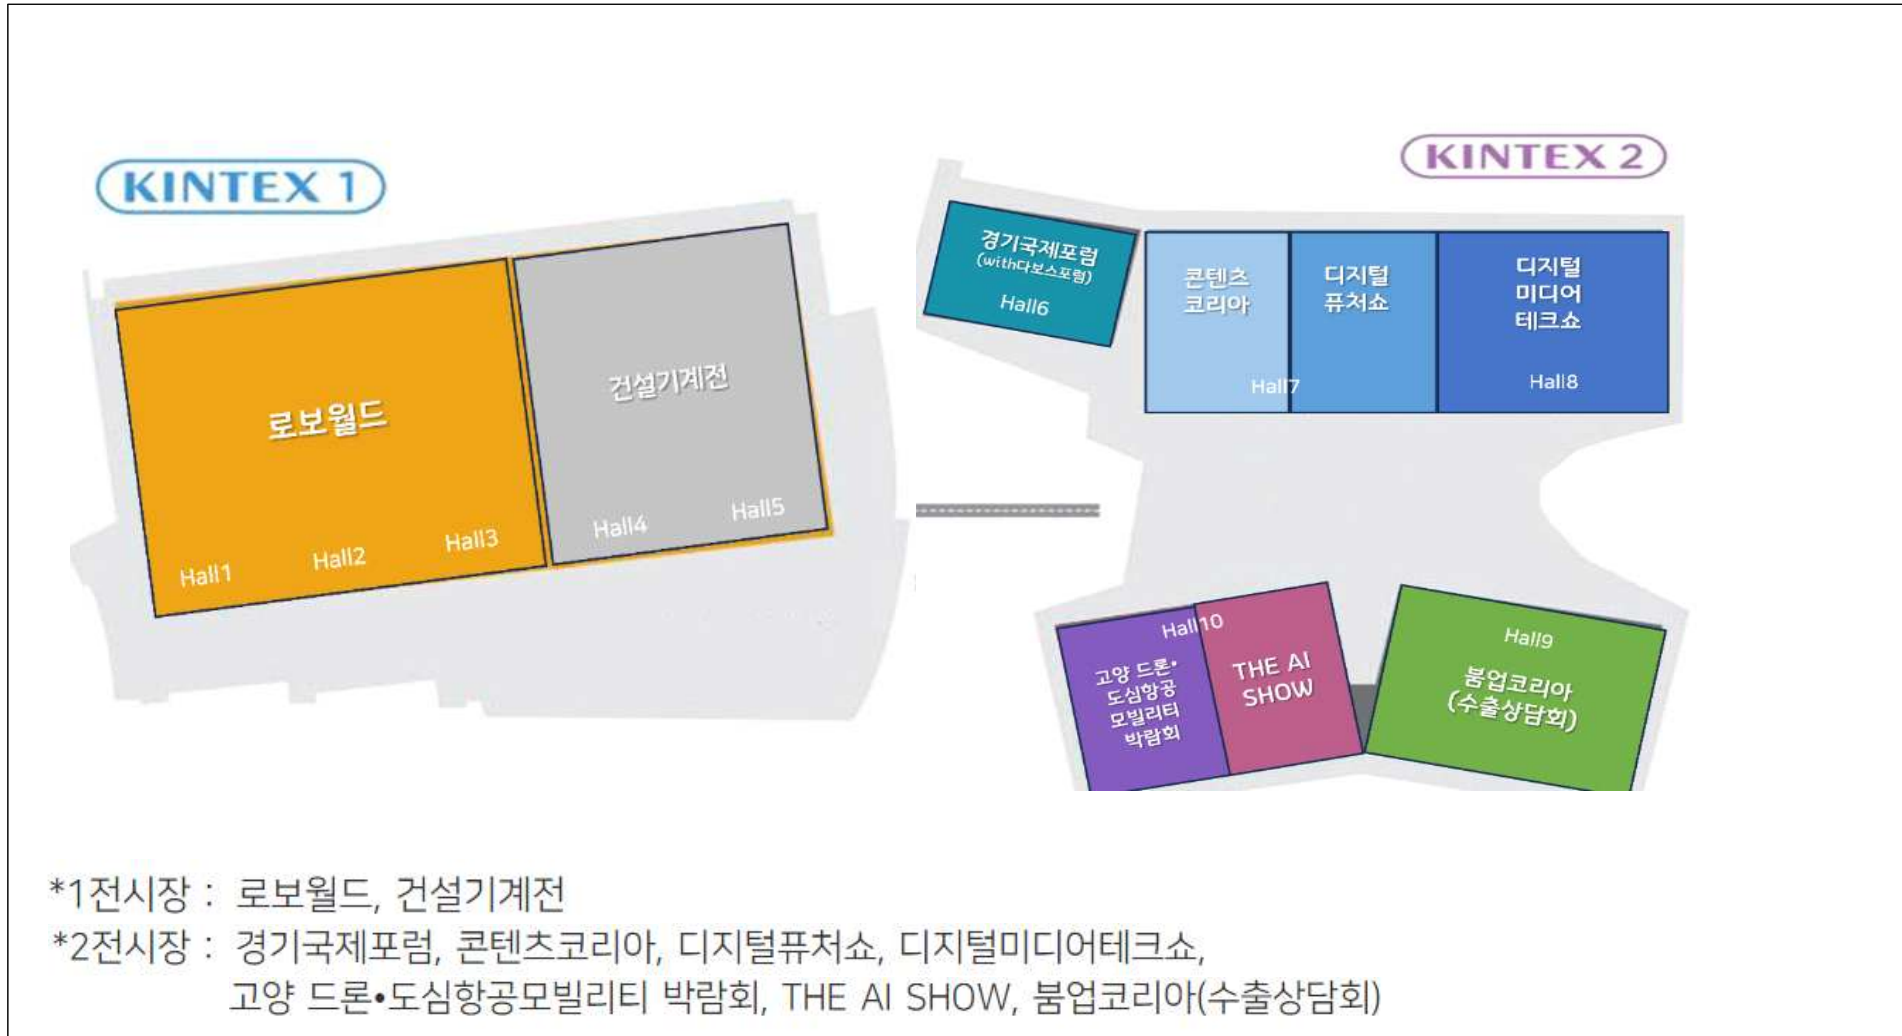 KINTEX 1
로보월드
Hall1
Hall2
Hall3
건설기계전
Hall4
Hall5
KINTEX 2
경기국제포럼
(with다보스포럼)
Hall6
콘텐츠
코리아
디지털
퓨처쇼
Hall7
디지털
미디어
테크쇼
Hall8
Hall10
고양 드론•
도심항공
모빌리티
박람회
THE AI
SHOW
Hall9
붐업코리아
(수출상담회)
*1전시장 : 로보월드, 건설기계전
*2전시장 : 경기국제포럼, 콘텐츠코리아, 디지털퓨처쇼, 디지털미디어테크쇼,
고양 드론•도심항공모빌리티 박람회, THE AI SHOW, 붐업코리아(수출상담회)